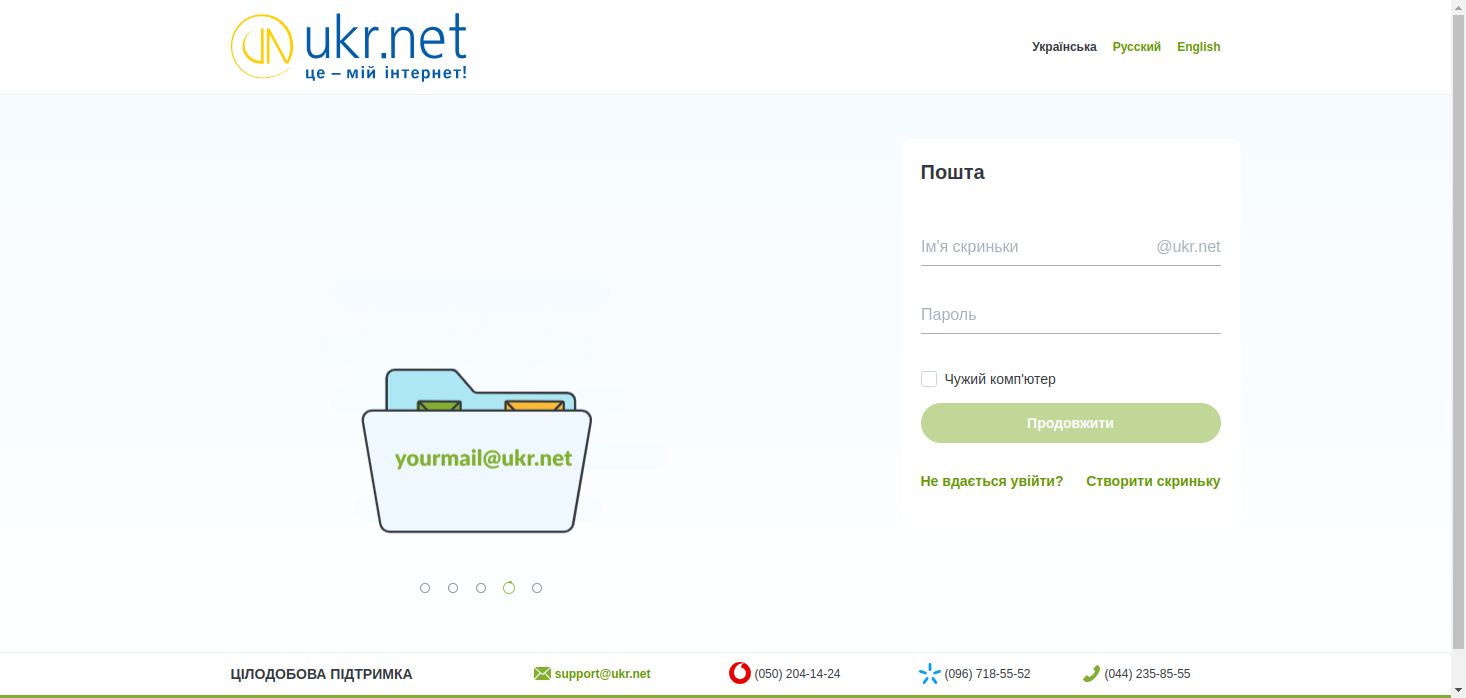 ukr.net
це – мій інтернет!
Українська Русский English
Пошта
Ім'я скриньки @ukr.net
Пароль
Чужий комп'ютер
Продовжити
Не вдається увійти? Створити скриньку
yourmail@ukr.net
ЦІЛОДОБОВА ПІДТРИМКА support@ukr.net (050) 204-14-24 (096) 718-55-52 (044) 235-85-55